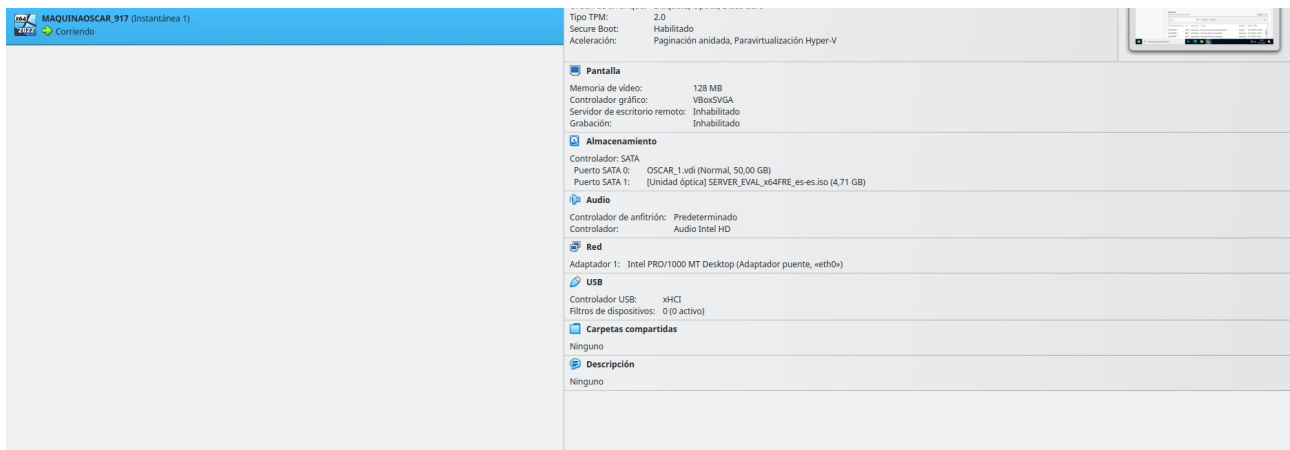 MAQUINAOSCAR_917 (Instantánea 1)
x64
2022
Corriendo
Tipo TPM: 2.0
Secure Boot: Habilitado
Aceleración: Paginación anidada, Paravirtualización Hyper-V
Pantalla
Memoria de vídeo: 128 MB
Controlador gráfico: VBoxSVGA
Servidor de escritorio remoto: Inhabilitado
Grabación: Inhabilitado
Almacenamiento
Controlador: SATA
Puerto SATA 0: OSCAR_1.vdi (Normal, 50,00 GB)
Puerto SATA 1: [Unidad óptica] SERVER_EVAL_x64FRE_es-es.iso (4,71 GB)
Audio
Controlador de anfitrión: Predeterminado
Controlador: Audio Intel HD
Red
Adaptador 1: Intel PRO/1000 MT Desktop (Adaptador puente, «eth0»)
USB
Controlador USB: xHCI
Filtros de dispositivos: 0 (0 activo)
Carpetas compartidas
Ninguno
Descripción
Ninguno